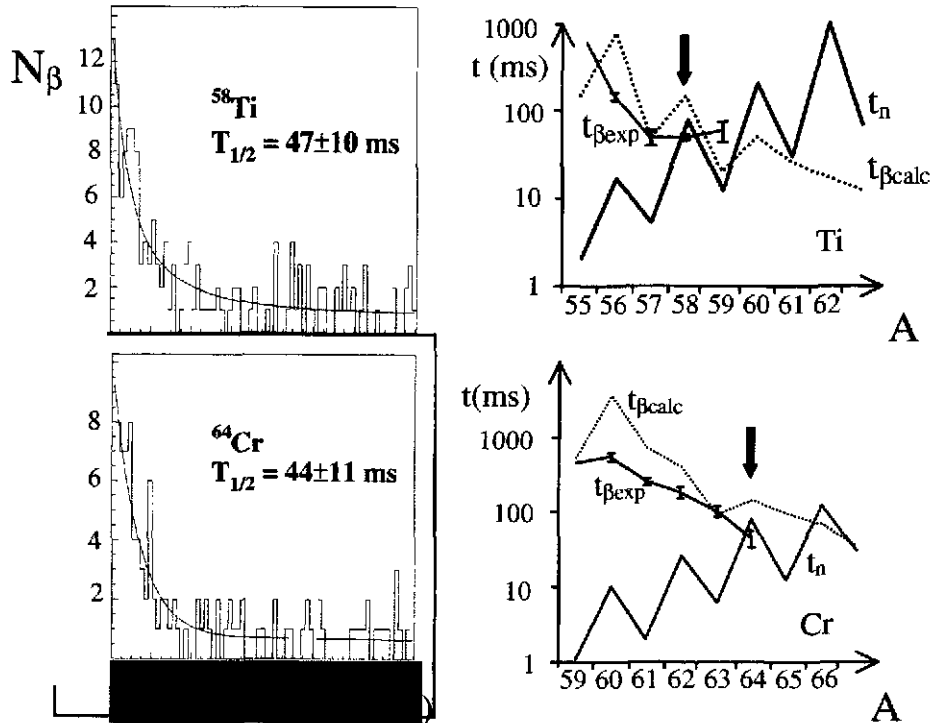 N_β
12
10
8
6
4
2
⁵⁸Ti
T₁/₂ = 47±10 ms
8
6
4
2
⁶⁴Cr
T₁/₂ = 44±11 ms
)
1000
t (ms)
100
10
1
t_βexp
t_n
t_βcalc
Ti
55 56 57 58 59 60 61 62
A
t(ms)
1000
100
10
1
t_βcalc
t_βexp
t_n
Cr
59 60 61 62 63 64 65 66
A